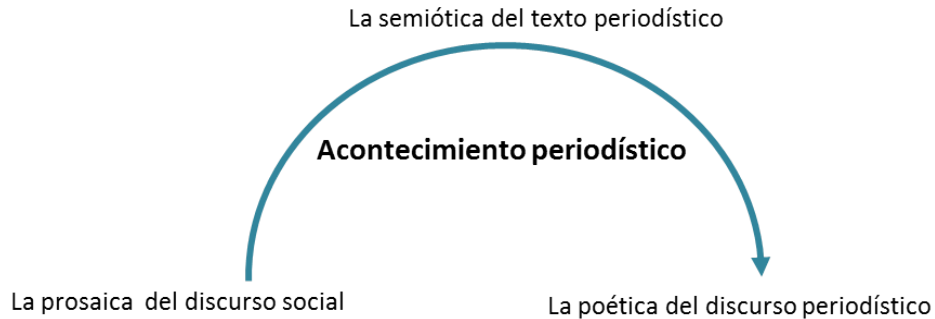 La semiótica del texto periodístico
Acontecimiento periodístico
La prosaica del discurso social
La poética del discurso periodístico